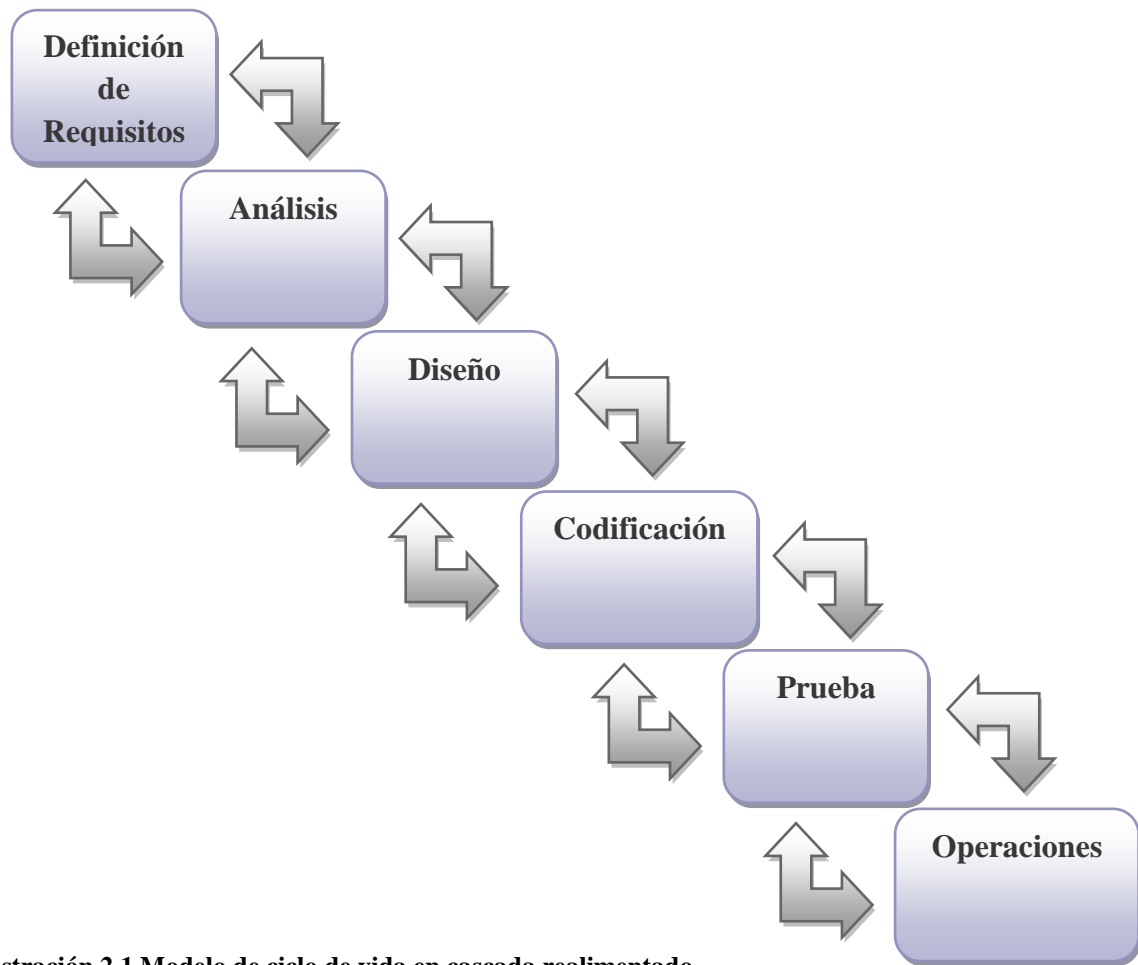 Definición
de
Requisitos
Análisis
Diseño
Codificación
Prueba
Operaciones
stración 2.1 Modelo de ciclo de vida en cascada realimentado